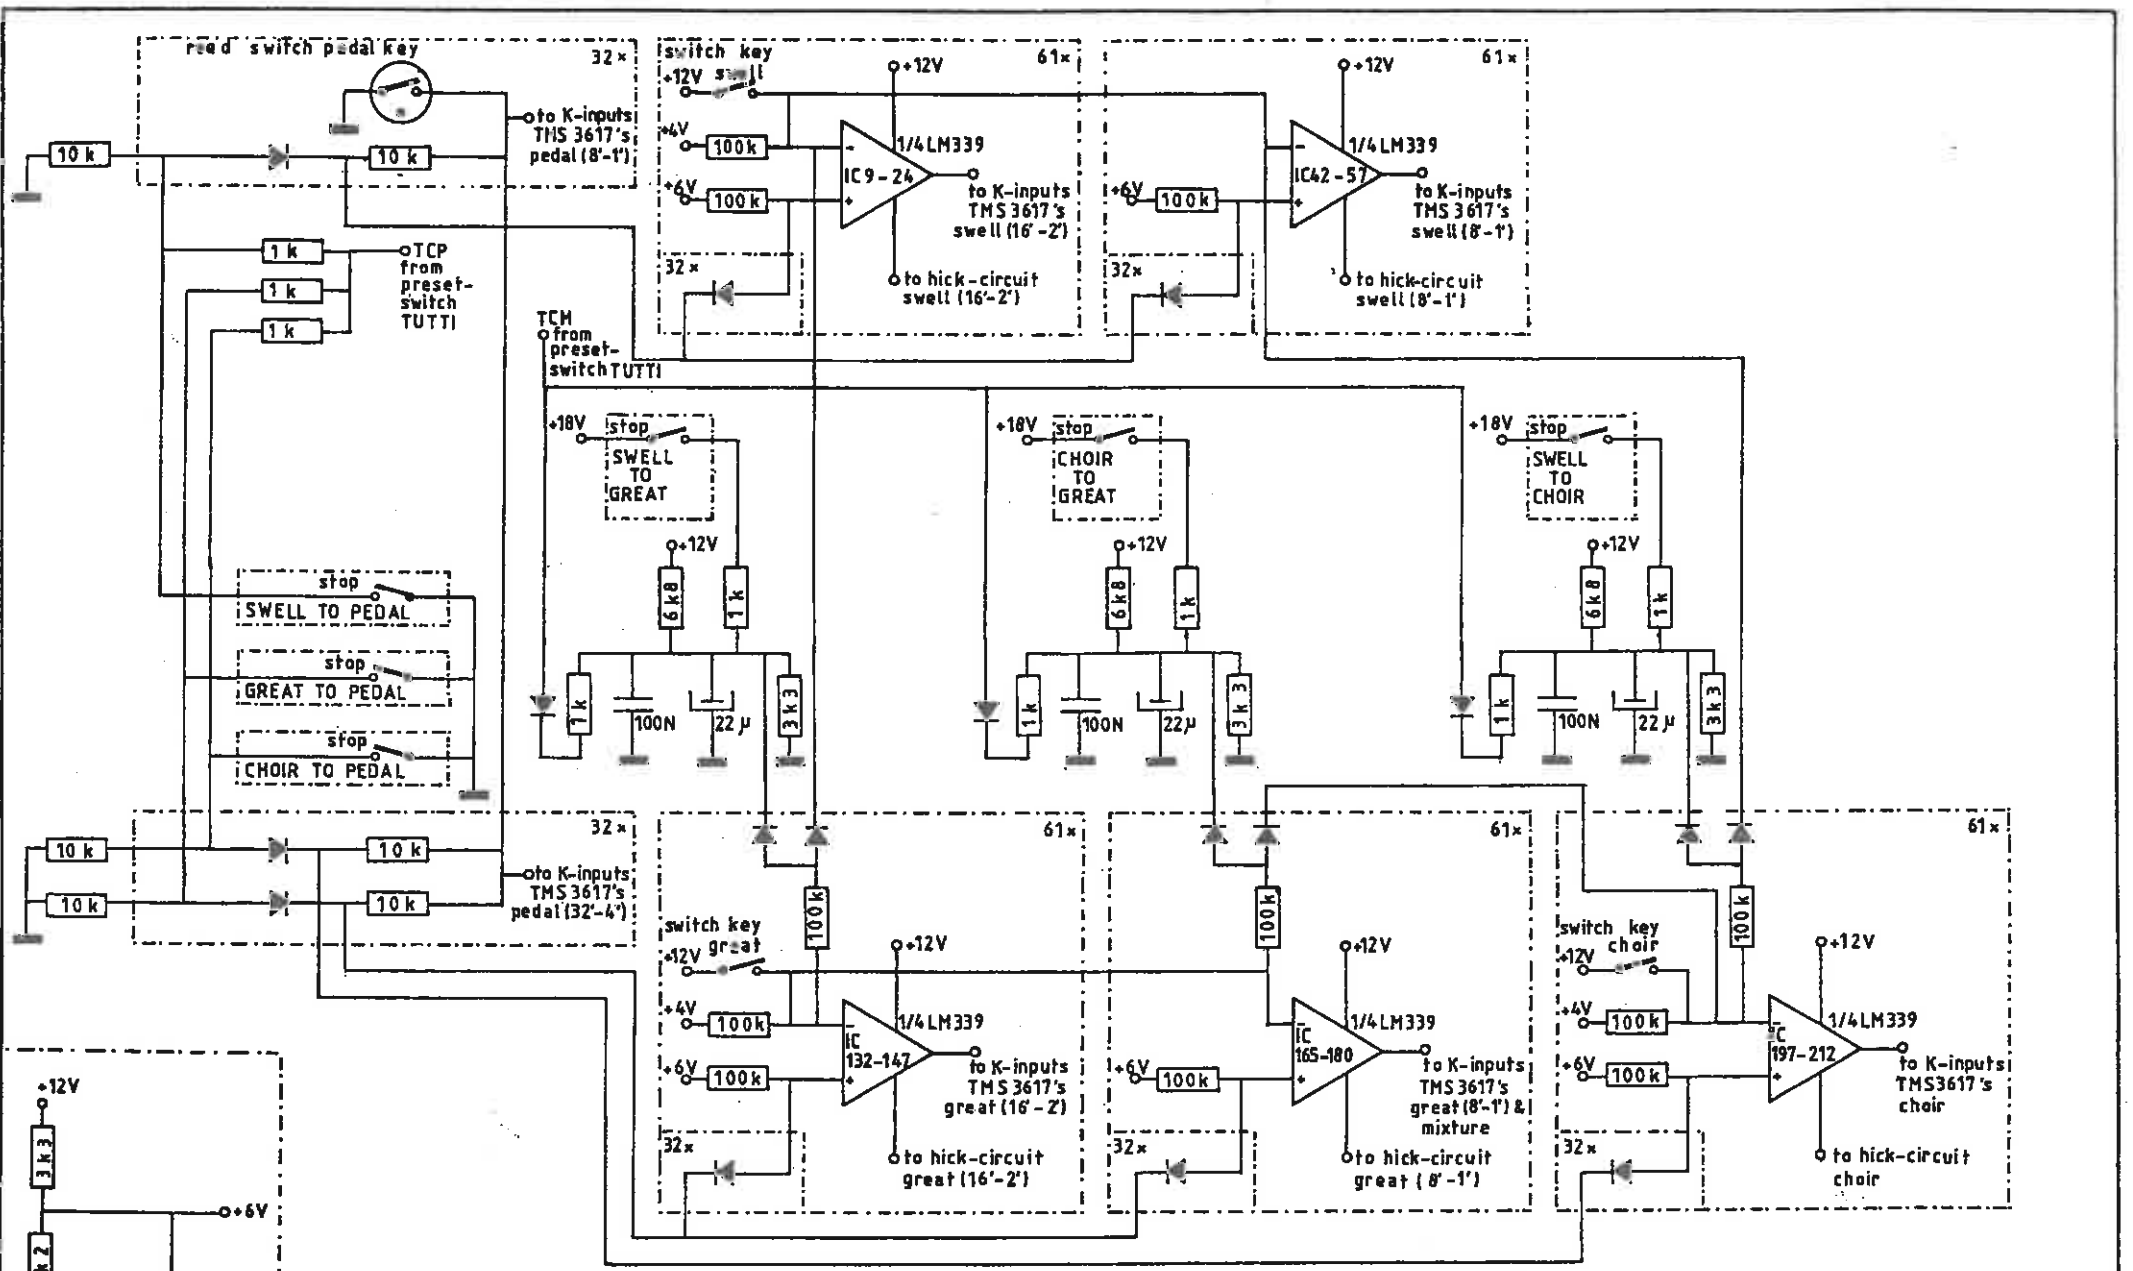 reed switch pedal key
32×
10 k
10 k
to K-inputs
TMS 3617's
pedal (8'-1')
1 k
1 k
1 k
TCP
from
preset-
switch
TUTTI
switch key
swell
61×
+12V
+4V
100k
+6V
100k
+12V
-
+
1/4 LM339
IC 9 - 24
to K-inputs
TMS 3617's
swell (16'-2')
32×
to hick-circuit
swell (16'-2')
61×
+12V
-
+
1/4 LM339
IC42 - 57
+6V
100k
to K-inputs
TMS 3617's
swell (8'-1')
32×
to hick-circuit
swell (8'-1')
TCM
from
preset-
switch TUTTI
+18V
stop
SWELL
TO
GREAT
+12V
6k8
1k
1k
100N
22 µ
3k3
+18V
stop
CHOIR
TO
GREAT
+12V
6k8
1k
1k
100N
22 µ
3k3
+18V
stop
SWELL
TO
CHOIR
+12V
6k8
1k
1k
100N
22 µ
3k3
stop
SWELL TO PEDAL
stop
GREAT TO PEDAL
stop
CHOIR TO PEDAL
32×
10 k
10 k
10 k
10 k
to K-inputs
TMS 3617's
pedal (32'-4')
61×
100k
switch key
great
+12V
+4V
100k
+6V
100k
+12V
-
+
1/4 LM339
IC
132-147
to K-inputs
TMS 3617's
great (16'-2')
32×
to hick-circuit
great (16'-2')
61×
100k
+12V
-
+
1/4 LM339
IC
165-180
+6V
100k
to K-inputs
TMS 3617's
great (8'-1') &
mixture
32×
to hick-circuit
great (8'-1')
61×
100k
switch key
choir
+12V
+4V
100k
+6V
100k
+12V
-
+
1/4 LM339
IC
197-212
to K-inputs
TMS3617's
choir
32×
to hick-circuit
choir
+12V
3k3
+6V